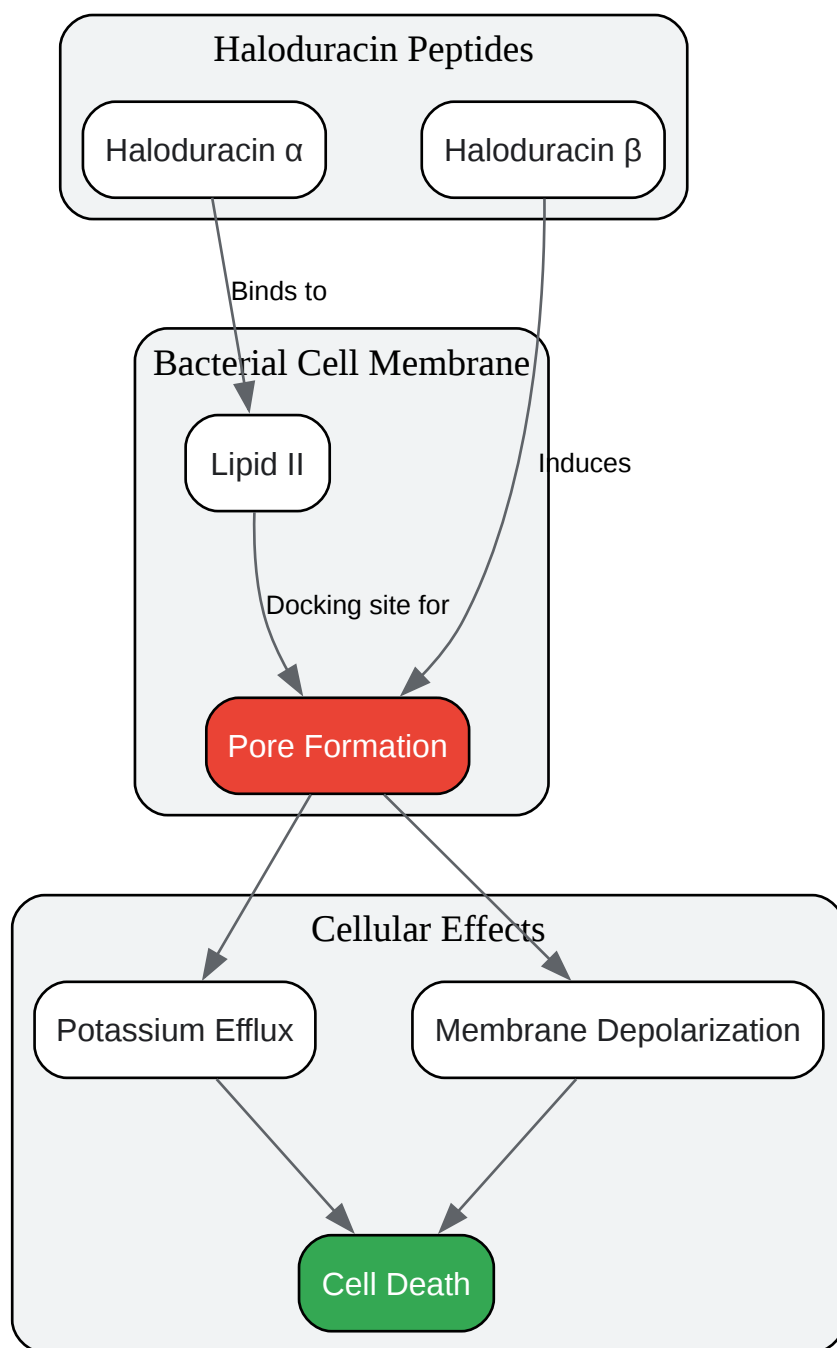 Haloduracin Peptides
Haloduracin α
Haloduracin β
Binds to
Bacterial Cell Membrane
Lipid II
Induces
Docking site for
Pore Formation
Cellular Effects
Potassium Efflux
Membrane Depolarization
Cell Death